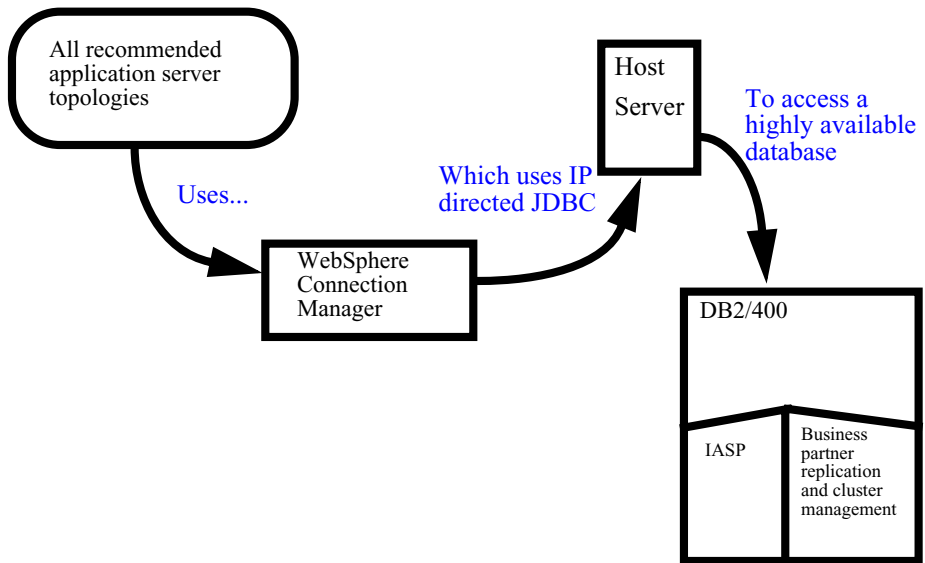 All recommended
application server
topologies
Uses...
WebSphere
Connection
Manager
Which uses IP
directed JDBC
Host
Server
To access a
highly available
database
DB2/400
IASP
Business
partner
replication
and cluster
management